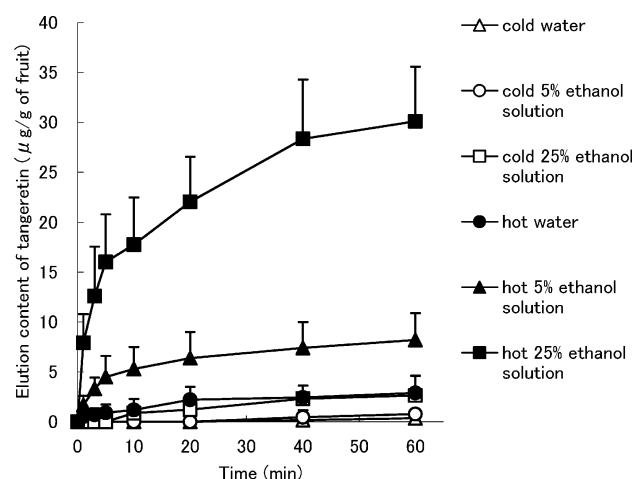 40
35
30
25
20
15
10
5
0
Elution content of tangeretin (μg/g of fruit)
0 10 20 30 40 50 60
Time (min)
cold water
cold 5% ethanol
solution
cold 25% ethanol
solution
hot water
hot 5% ethanol
solution
hot 25% ethanol
solution